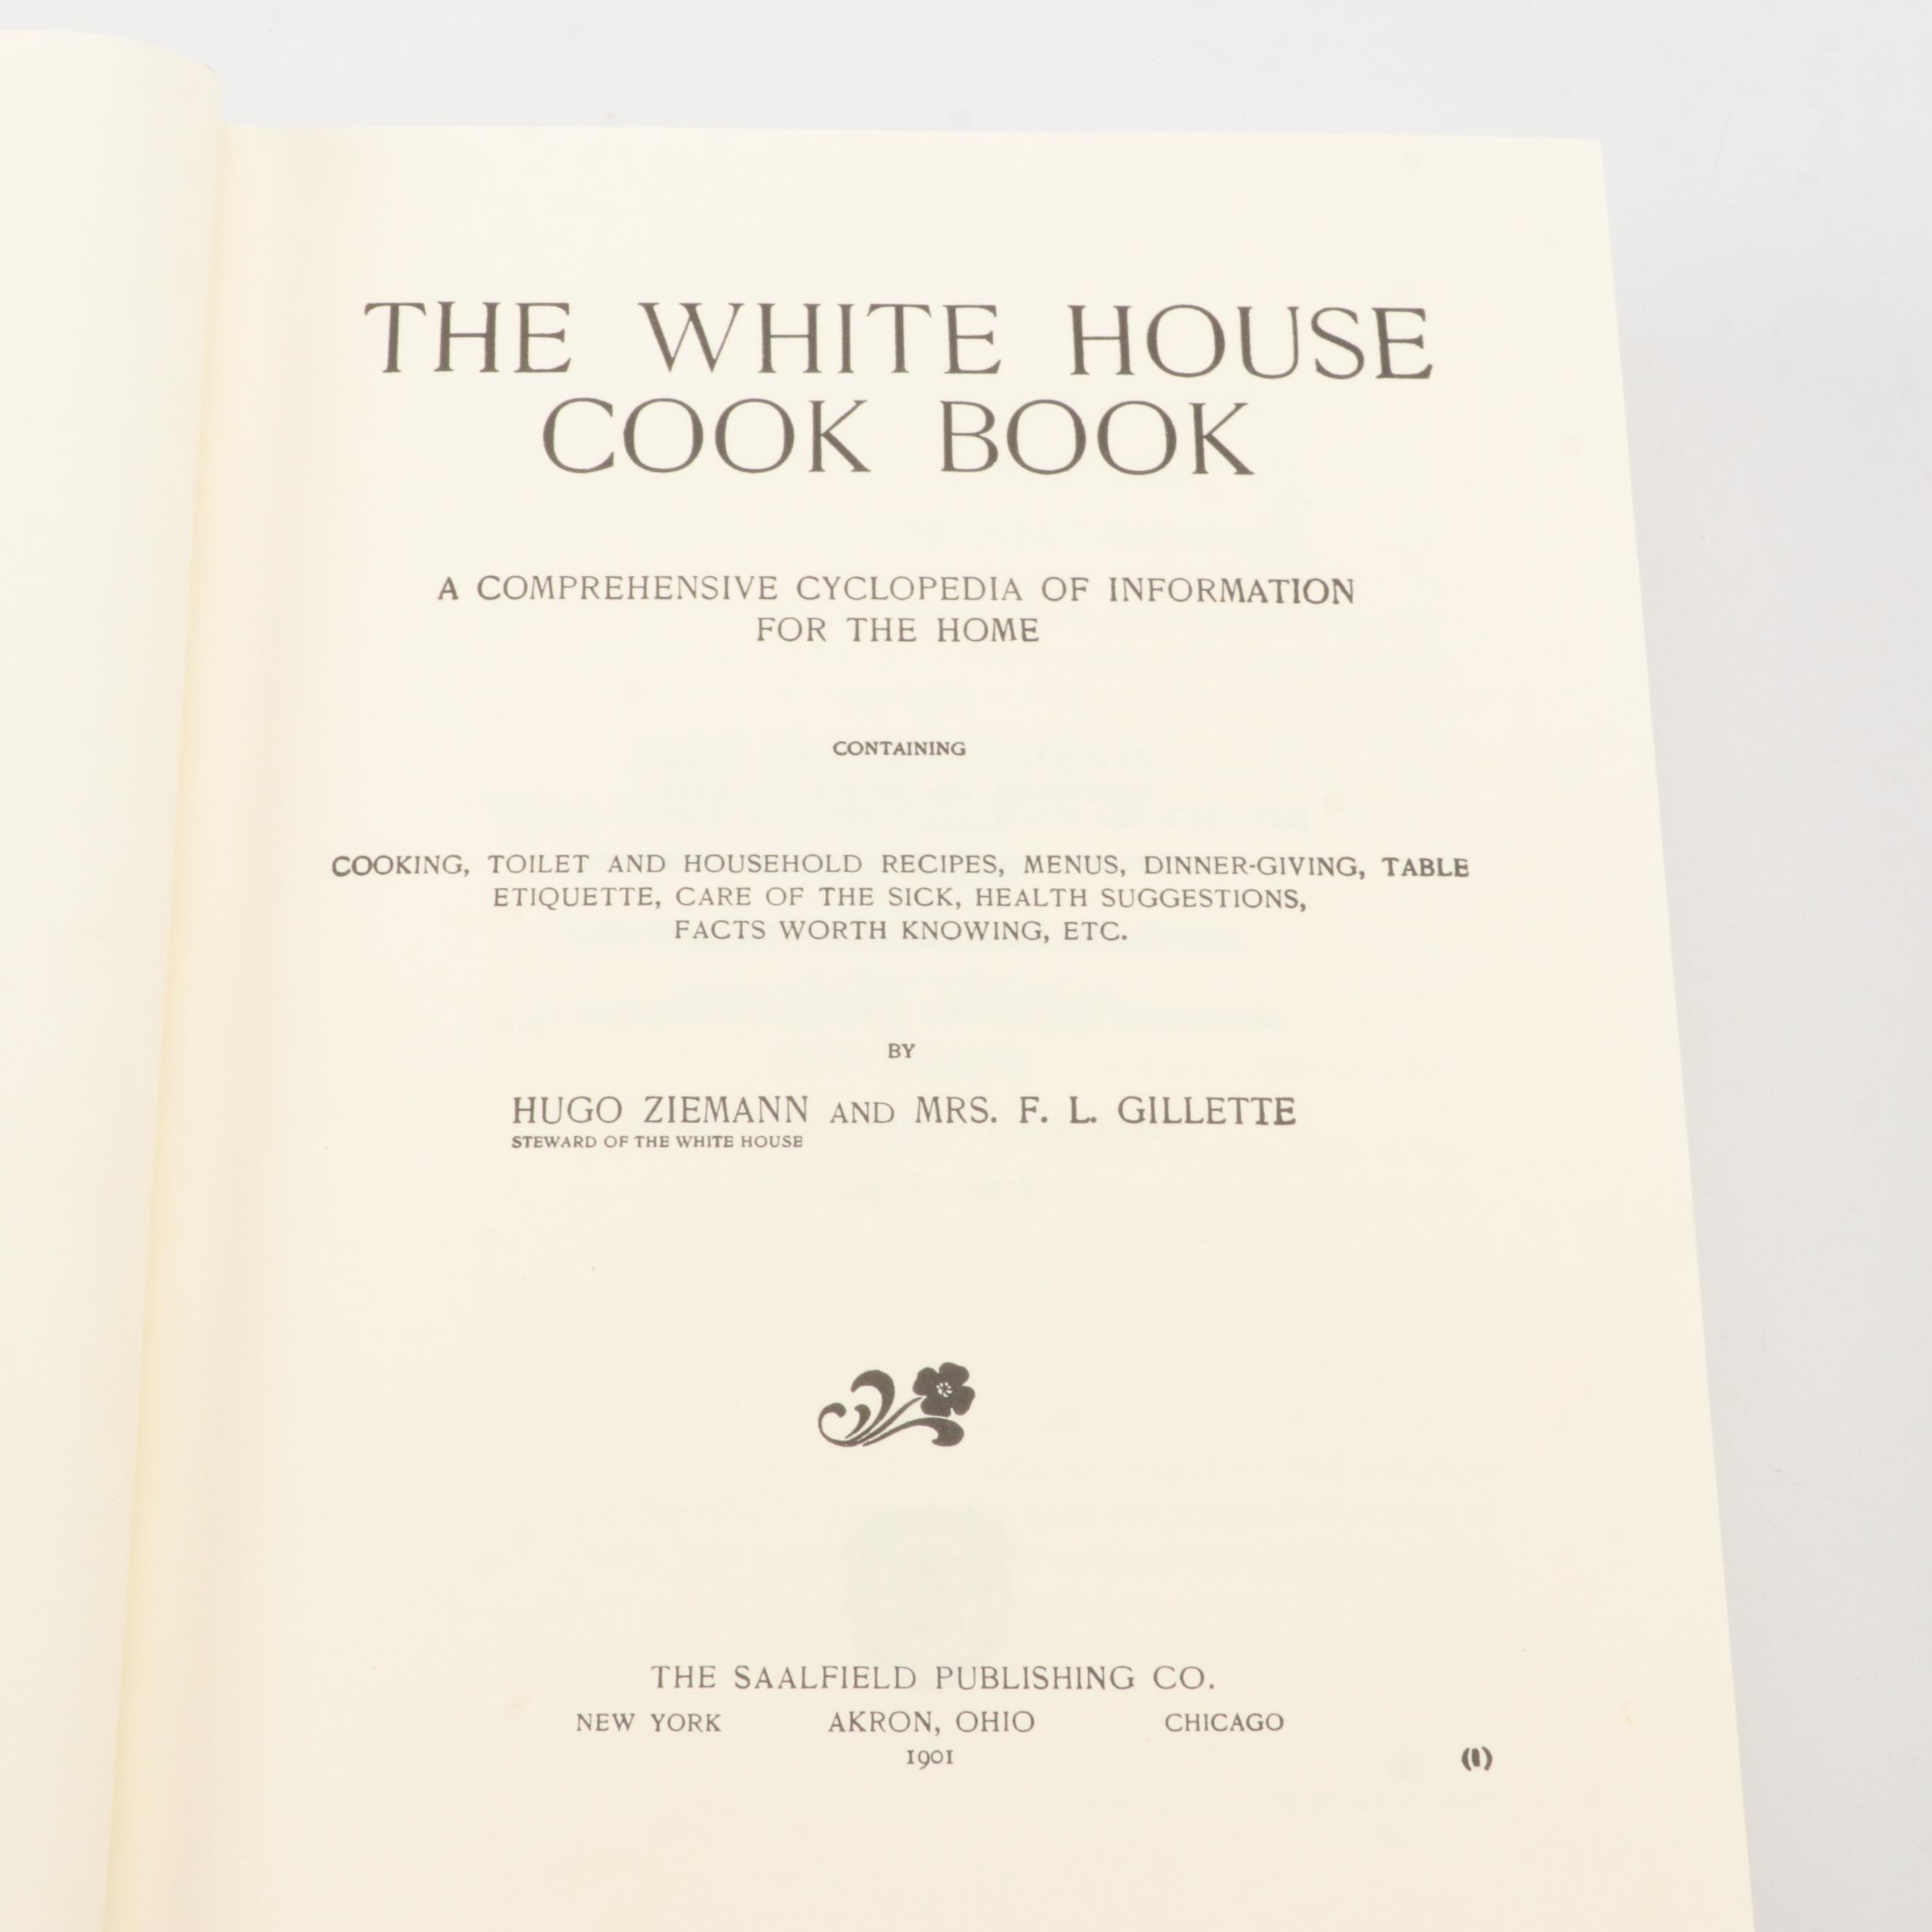 THE WHITE HOUSE
COOK BOOK
A COMPREHENSIVE CYCLOPEDIA OF INFORMATION
FOR THE HOME
CONTAINING
COOKING, TOILET AND HOUSEHOLD RECIPES, MENUS, DINNER-GIVING, TABLE
ETIQUETTE, CARE OF THE SICK, HEALTH SUGGESTIONS,
FACTS WORTH KNOWING, ETC.
BY
HUGO ZIEMANN AND MRS. F. L. GILLETTE
STEWARD OF THE WHITE HOUSE
THE SAALFIELD PUBLISHING CO.
NEW YORK AKRON, OHIO CHICAGO
1901
(1)